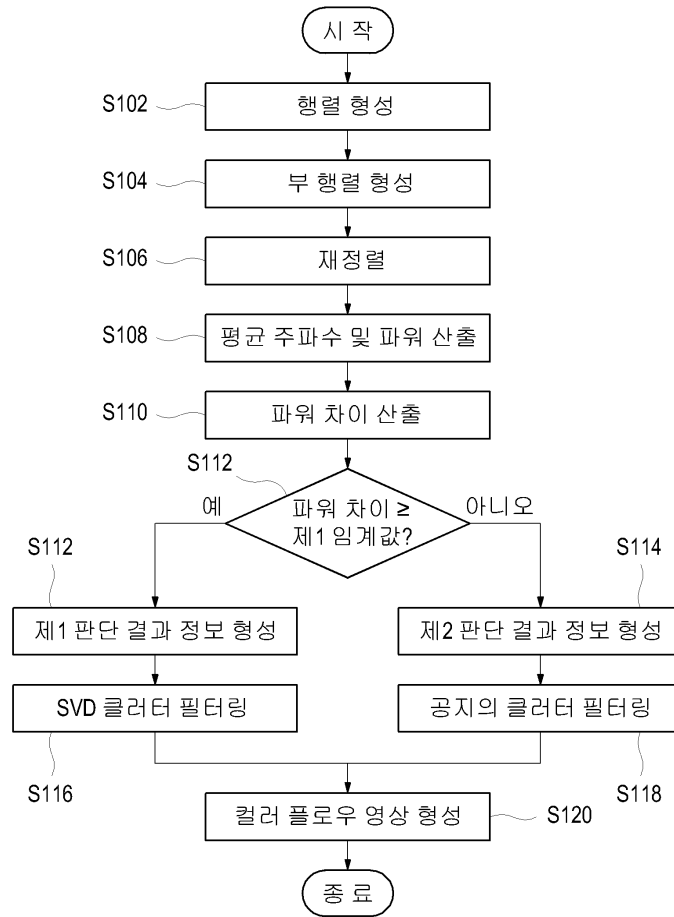 시 작
S102
행렬 형성
S104
부 행렬 형성
S106
재정렬
S108
평균 주파수 및 파워 산출
S110
파워 차이 산출
S112
예
파워 차이 ≥
제1 임계값?
아니오
S112
S114
제1 판단 결과 정보 형성
제2 판단 결과 정보 형성
SVD 클러터 필터링
공지의 클러터 필터링
S116
S118
컬러 플로우 영상 형성
S120
종 료